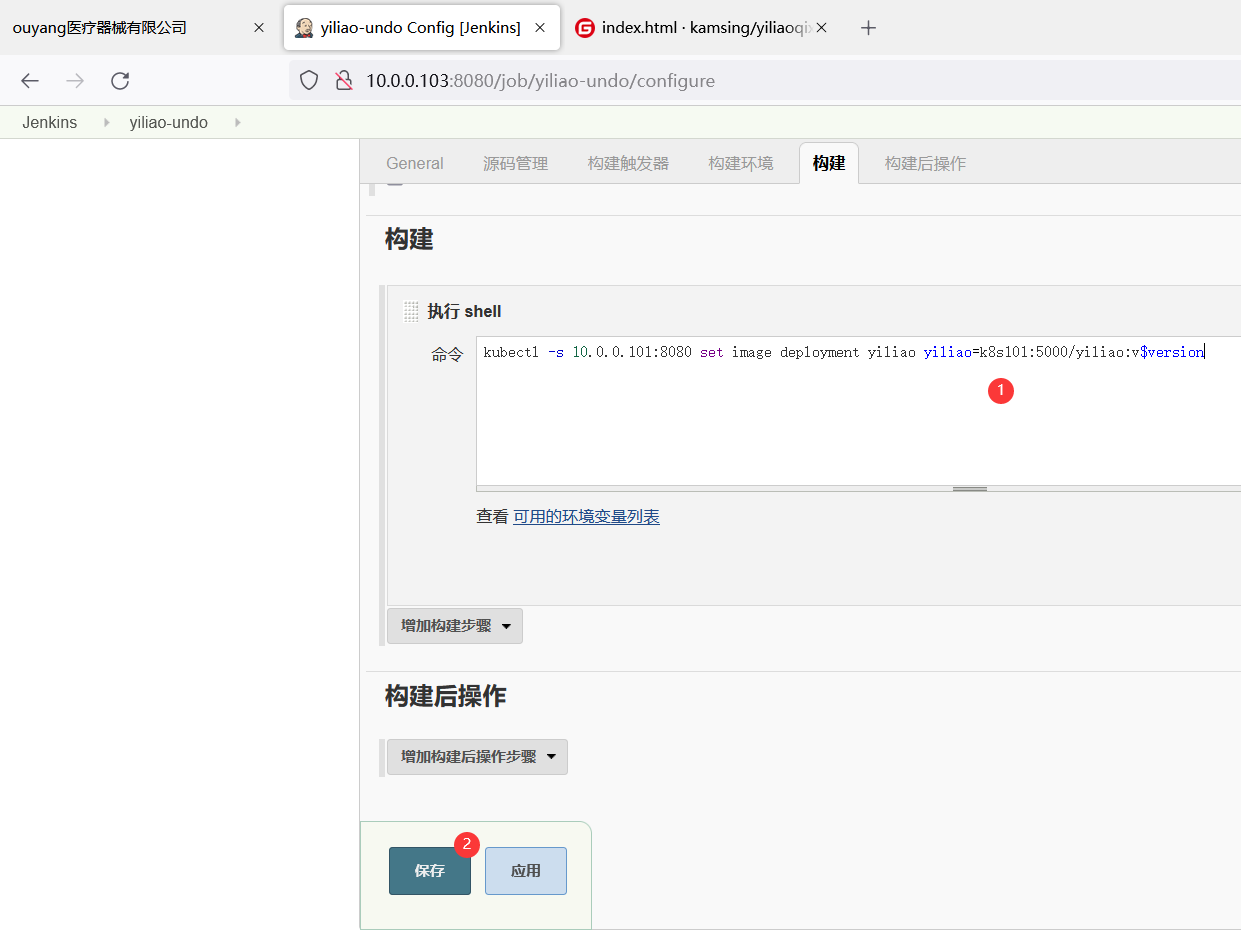 ouyang医疗器械有限公司
yiliao-undo Config [Jenkins]
index.html · kamsing/yiliaoqi
10.0.0.103:8080/job/yiliao-undo/configure
Jenkins
yiliao-undo
General
源码管理
构建触发器
构建环境
构建
构建后操作
构建
执行 shell
命令
kubectl -s 10.0.0.101:8080 set image deployment yiliao yiliao=k8s101:5000/yiliao:v$version
1
查看 可用的环境变量列表
增加构建步骤
构建后操作
增加构建后操作步骤
2
保存
应用